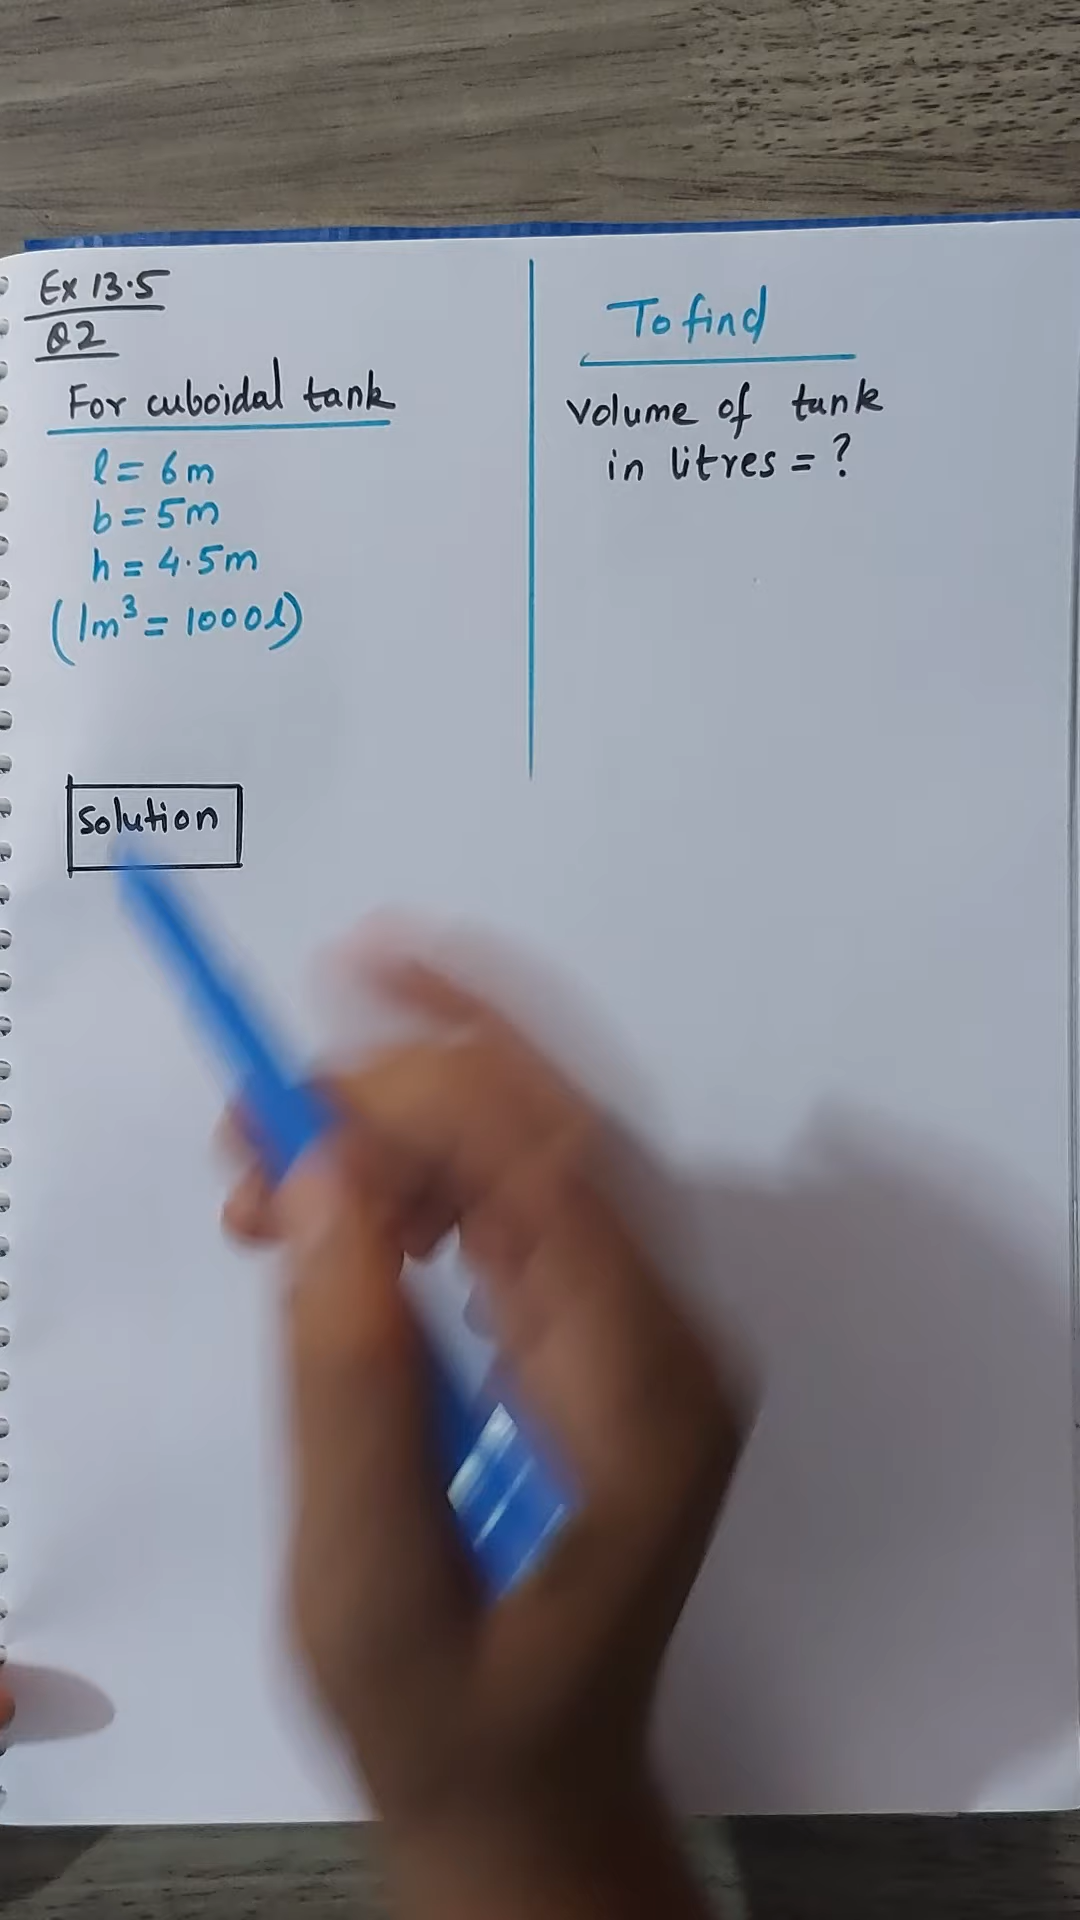 Ex 13.5
Q2
For cuboidal tank
l = 6m
b = 5m
h = 4.5m
(1m³ = 1000l)
To find
Volume of tank
in litres = ?
Solution